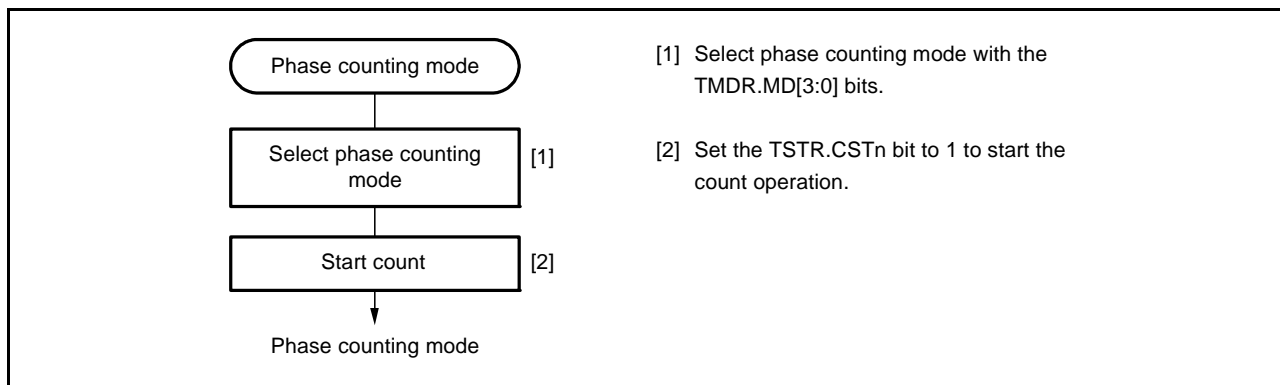 Phase counting mode
Select phase counting
mode
[1]
Start count
[2]
Phase counting mode
[1] Select phase counting mode with the
TMDR.MD[3:0] bits.
[2] Set the TSTR.CSTn bit to 1 to start the
count operation.